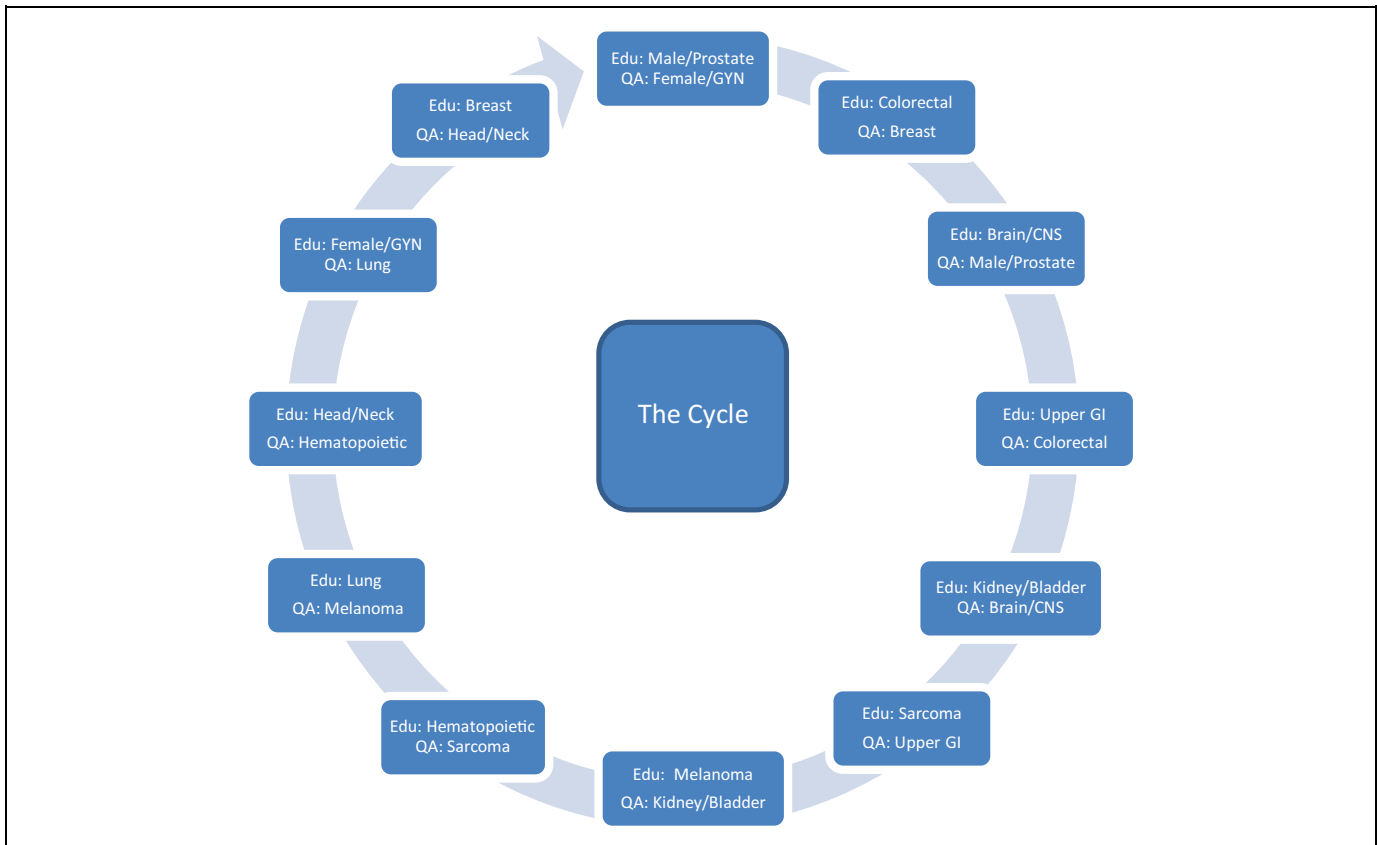 Edu: Male/Prostate
QA: Female/GYN
Edu: Colorectal
QA: Breast
Edu: Brain/CNS
QA: Male/Prostate
Edu: Upper GI
QA: Colorectal
Edu: Kidney/Bladder
QA: Brain/CNS
Edu: Sarcoma
QA: Upper GI
Edu: Melanoma
QA: Kidney/Bladder
Edu: Hematopoietic
QA: Sarcoma
Edu: Lung
QA: Melanoma
Edu: Head/Neck
QA: Hematopoietic
Edu: Female/GYN
QA: Lung
Edu: Breast
QA: Head/Neck
The Cycle